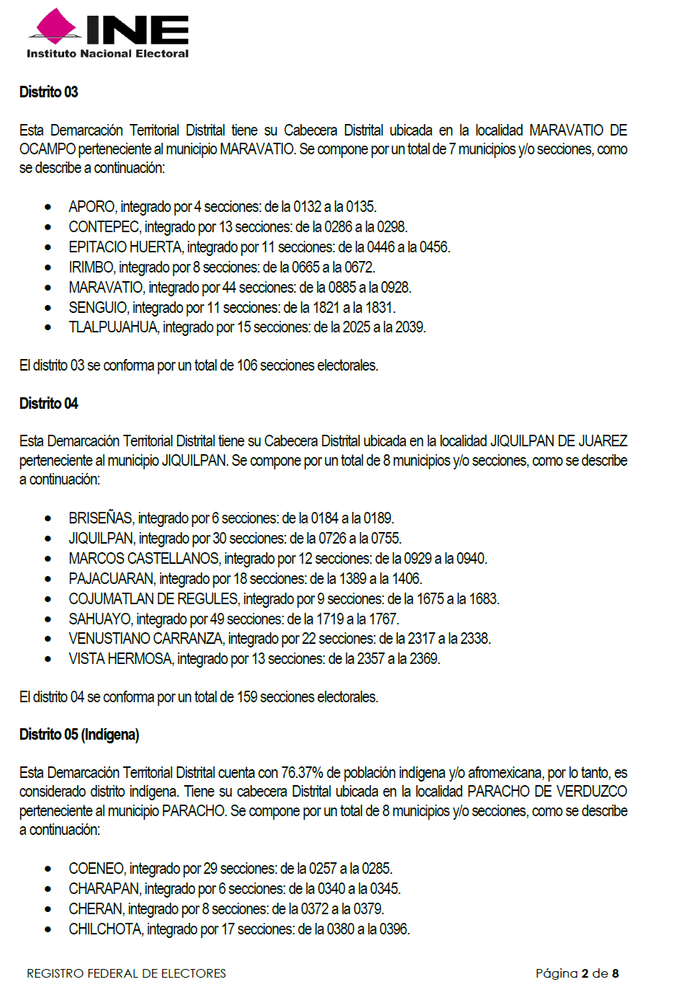 INE
Instituto Nacional Electoral
Distrito 03
Esta Demarcación Territorial Distrital tiene su Cabecera Distrital ubicada en la localidad MARAVATIO DE
OCAMPO perteneciente al municipio MARAVATIO. Se compone por un total de 7 municipios y/o secciones, como
se describe a continuación:
• APORO, integrado por 4 secciones: de la 0132 a la 0135.
• CONTEPEC, integrado por 13 secciones: de la 0286 a la 0298.
• EPITACIO HUERTA, integrado por 11 secciones: de la 0446 a la 0456.
• IRIMBO, integrado por 8 secciones: de la 0665 a la 0672.
• MARAVATIO, integrado por 44 secciones: de la 0885 a la 0928.
• SENGUIO, integrado por 11 secciones: de la 1821 a la 1831.
• TLALPUJAHUA, integrado por 15 secciones: de la 2025 a la 2039.
El distrito 03 se conforma por un total de 106 secciones electorales.
Distrito 04
Esta Demarcación Territorial Distrital tiene su Cabecera Distrital ubicada en la localidad JIQUILPAN DE JUAREZ
perteneciente al municipio JIQUILPAN. Se compone por un total de 8 municipios y/o secciones, como se describe
a continuación:
• BRISEÑAS, integrado por 6 secciones: de la 0184 a la 0189.
• JIQUILPAN, integrado por 30 secciones: de la 0726 a la 0755.
• MARCOS CASTELLANOS, integrado por 12 secciones: de la 0929 a la 0940.
• PAJACUARAN, integrado por 18 secciones: de la 1389 a la 1406.
• COJUMATLAN DE REGULES, integrado por 9 secciones: de la 1675 a la 1683.
• SAHUAYO, integrado por 49 secciones: de la 1719 a la 1767.
• VENUSTIANO CARRANZA, integrado por 22 secciones: de la 2317 a la 2338.
• VISTA HERMOSA, integrado por 13 secciones: de la 2357 a la 2369.
El distrito 04 se conforma por un total de 159 secciones electorales.
Distrito 05 (Indígena)
Esta Demarcación Territorial Distrital cuenta con 76.37% de población indígena y/o afromexicana, por lo tanto, es
considerado distrito indígena. Tiene su cabecera Distrital ubicada en la localidad PARACHO DE VERDUZCO
perteneciente al municipio PARACHO. Se compone por un total de 8 municipios y/o secciones, como se describe
a continuación:
• COENEO, integrado por 29 secciones: de la 0257 a la 0285.
• CHARAPAN, integrado por 6 secciones: de la 0340 a la 0345.
• CHERAN, integrado por 8 secciones: de la 0372 a la 0379.
• CHILCHOTA, integrado por 17 secciones: de la 0380 a la 0396.
REGISTRO FEDERAL DE ELECTORES Página 2 de 8